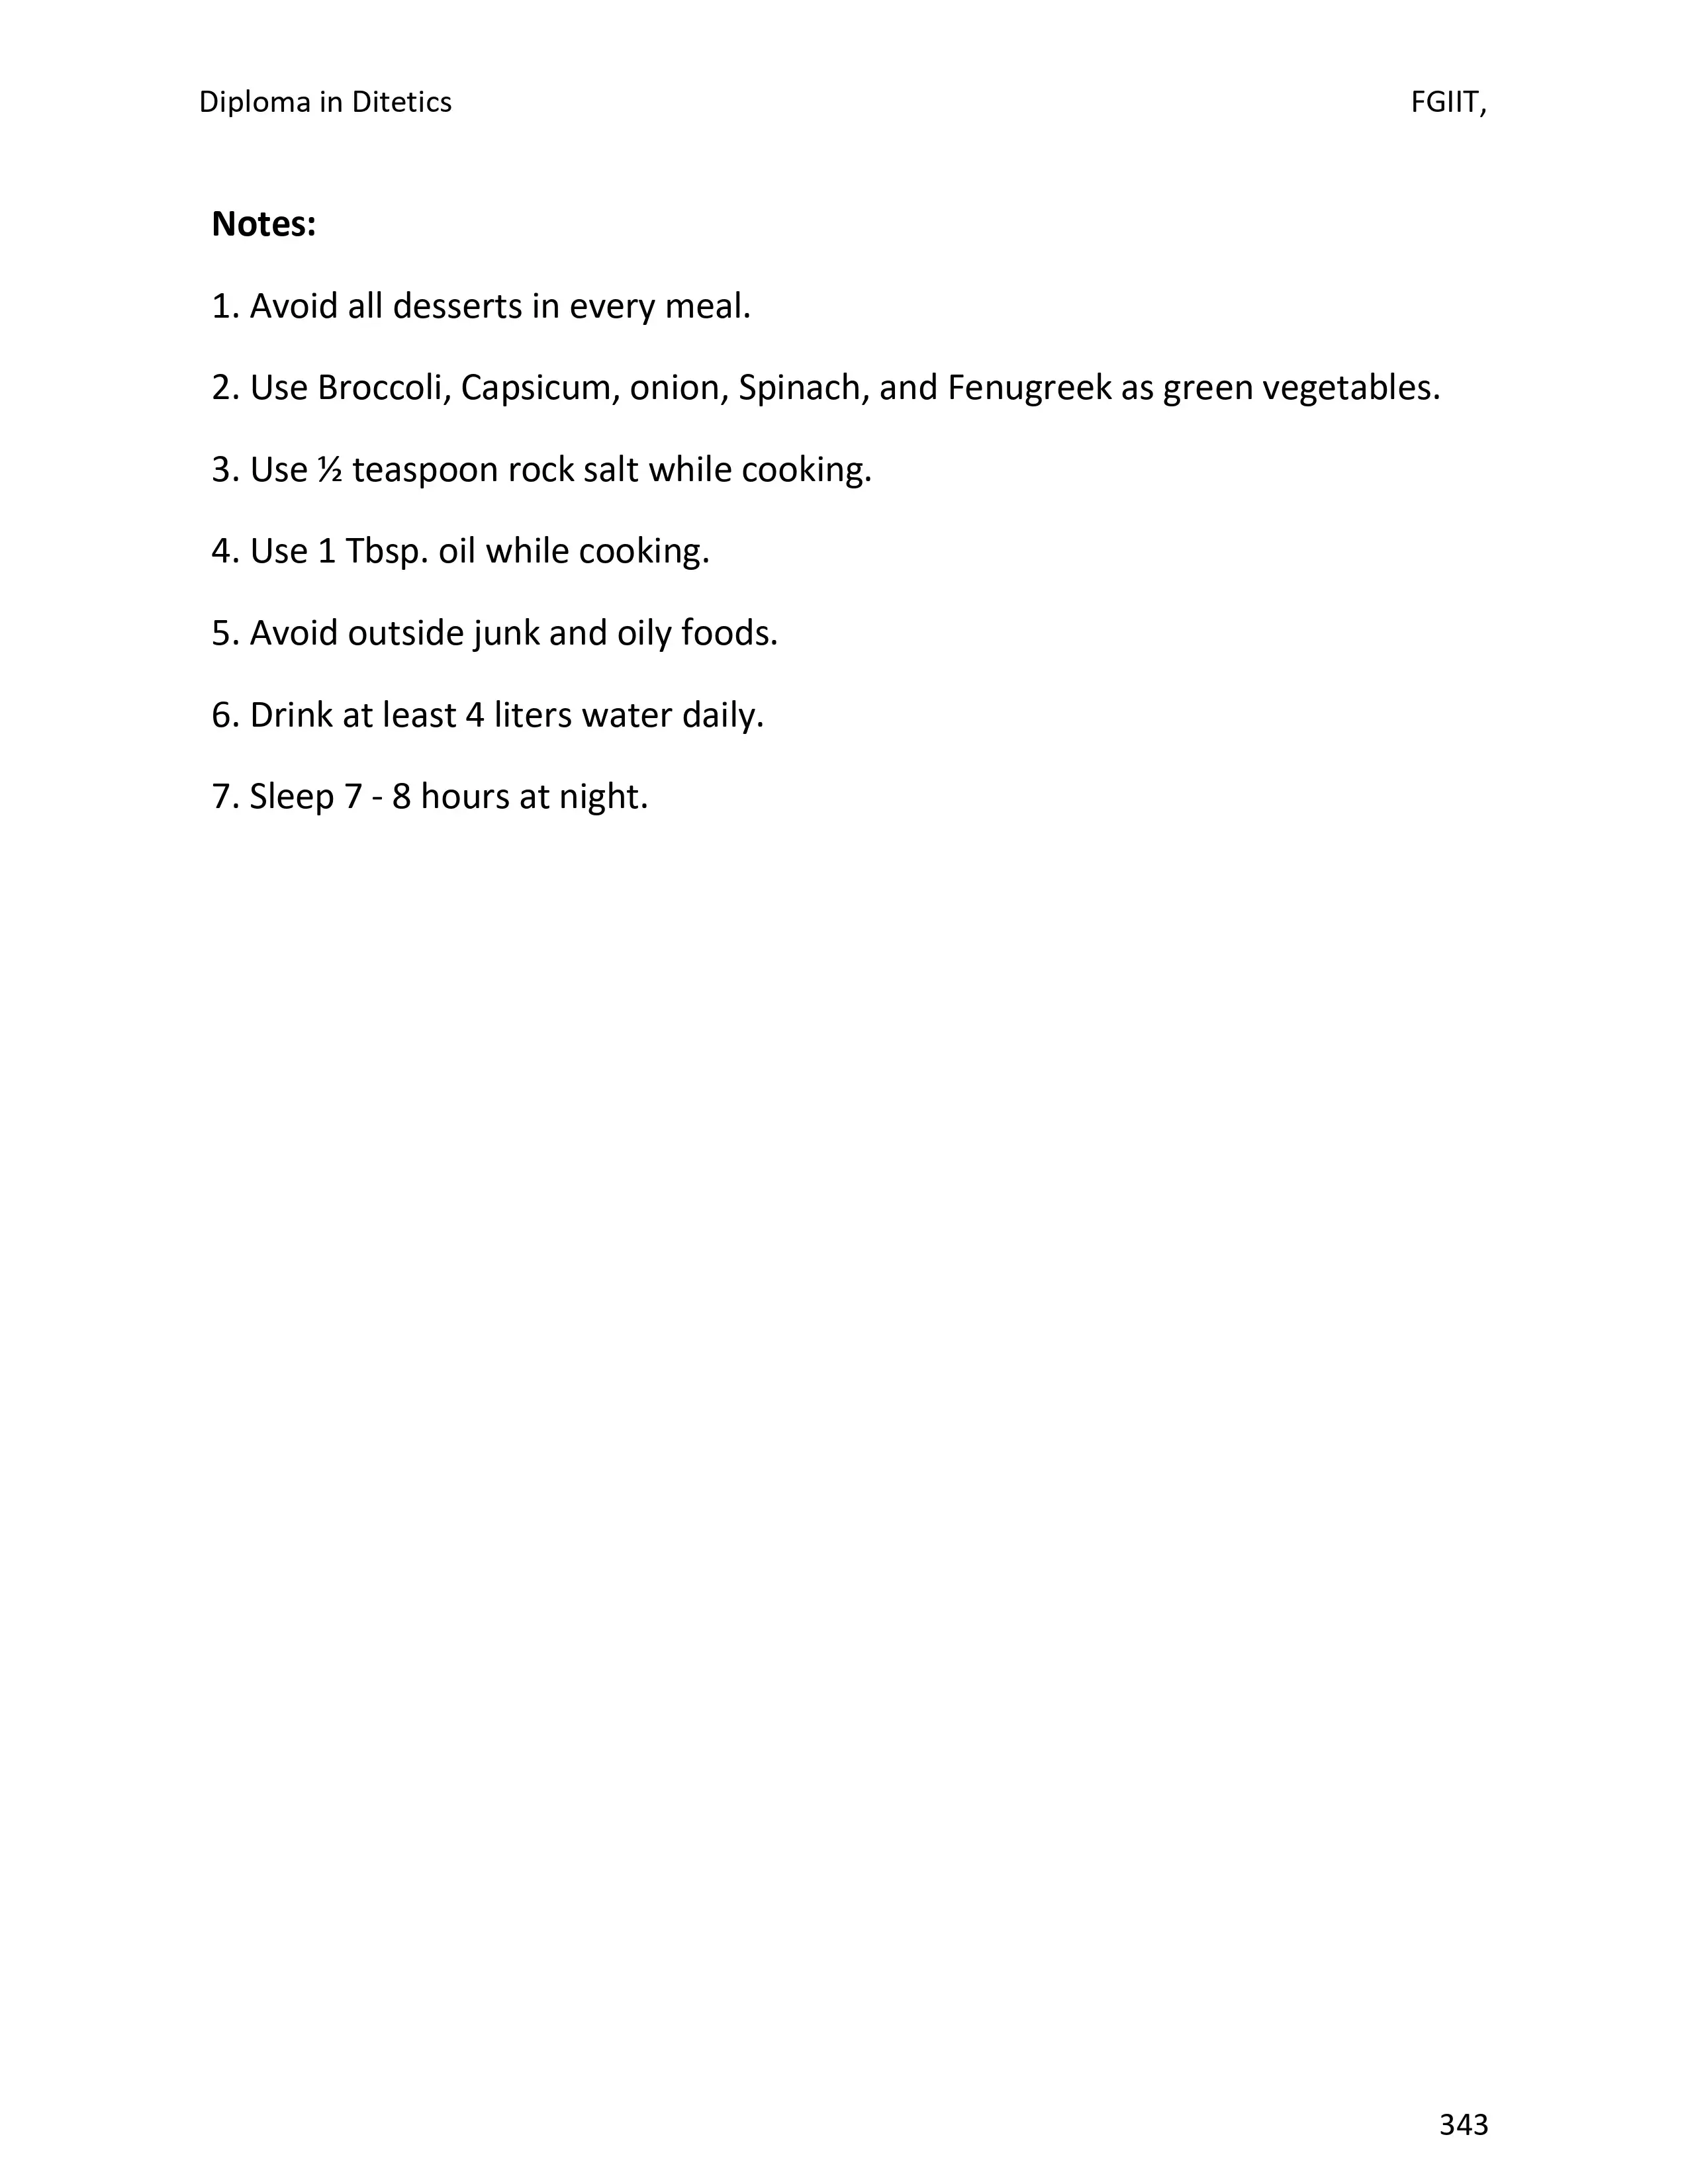 Diploma in Ditetics FGIIT,
Notes:
1. Avoid all desserts in every meal.
2. Use Broccoli, Capsicum, onion, Spinach, and Fenugreek as green vegetables.
3. Use ½ teaspoon rock salt while cooking.
4. Use 1 Tbsp. oil while cooking.
5. Avoid outside junk and oily foods.
6. Drink at least 4 liters water daily.
7. Sleep 7 - 8 hours at night.
343